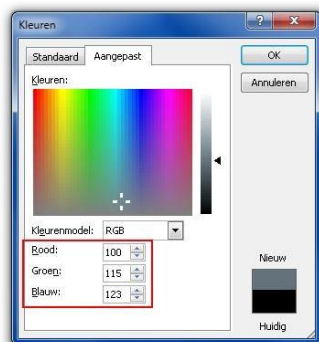 Kleuren
Standaard Aangepast
OK
Annuleren
Kleuren:
Kleurenmodel: RGB
Rood: 100
Groen: 115
Blauw: 123
Nieuw
Huidig